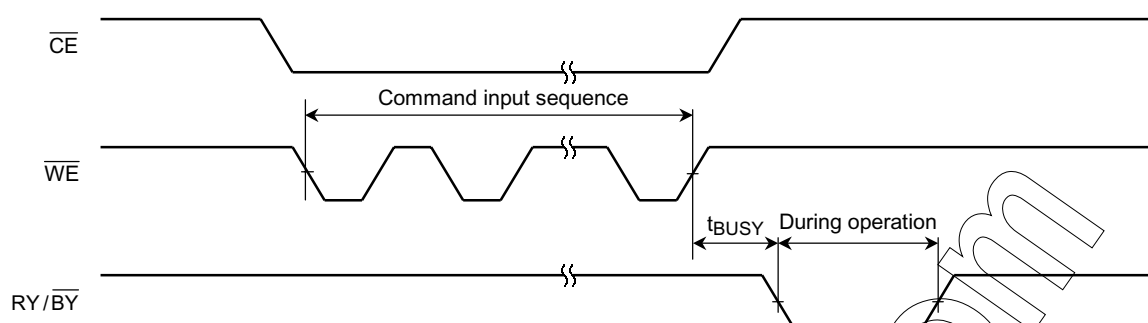 CE
Command input sequence
WE
tBUSY During operation
RY/BY